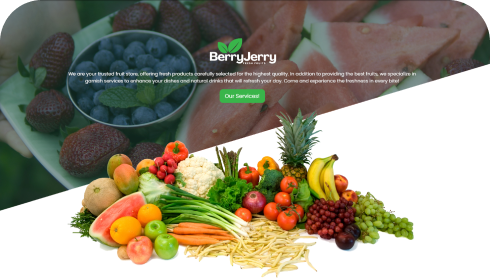 BerryJerry
FRESH FRUITS
We are your trusted fruit store, offering fresh products carefully selected for the highest quality. In addition to providing the best fruits, we specialize in
garnish services to enhance your dishes and natural drinks that will refresh your day. Come and experience the freshness in every bite!
Our Services!